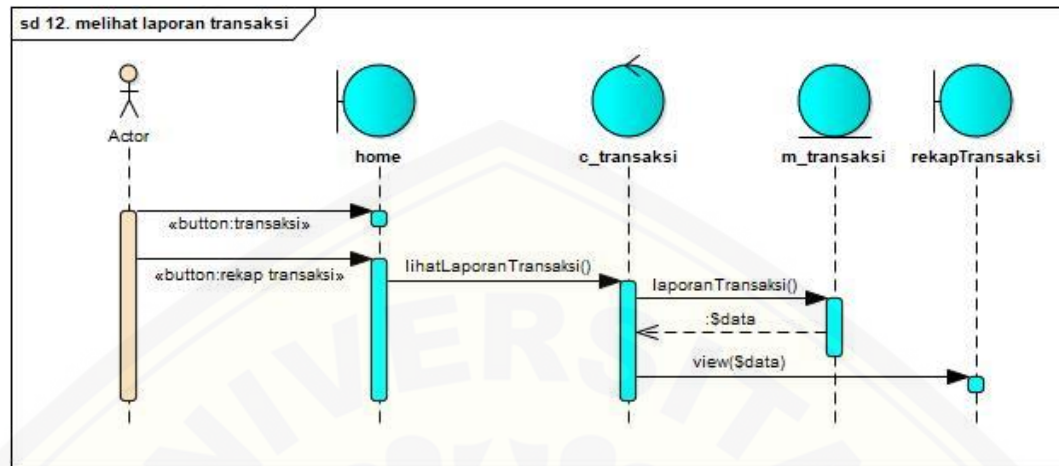 sd 12. melihat laporan transaksi
Actor
home
c_transaksi
m_transaksi
rekapTransaksi
«button:transaksi»
«button:rekap transaksi»
lihatLaporanTransaksi()
laporanTransaksi()
:$data
view($data)
UNIVERSITA